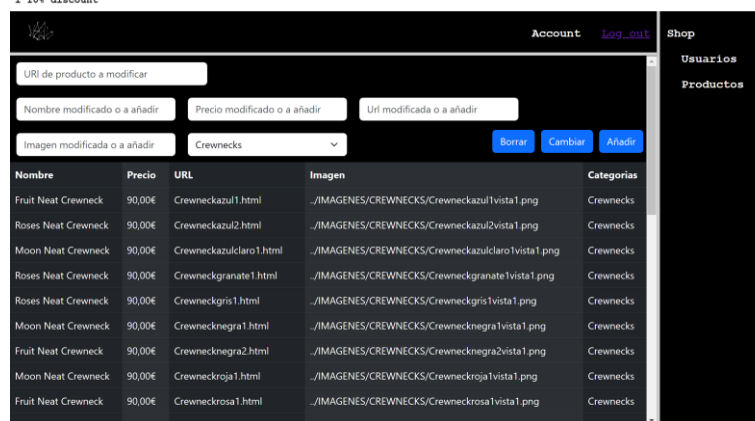 1 10% discount
Account Log out Shop
Usuarios
Productos
URl de producto a modificar
Nombre modificado o a añadir Precio modificado o a añadir Url modificada o a añadir
Imagen modificada o a añadir Crewnecks Borrar Cambiar Añadir
Nombre Precio URL Imagen Categorias
Fruit Neat Crewneck 90,00€ Crewneckazul1.html ../IMAGENES/CREWNECKS/Crewneckazul1vista1.png Crewnecks
Roses Neat Crewneck 90,00€ Crewneckazul2.html ../IMAGENES/CREWNECKS/Crewneckazul2vista1.png Crewnecks
Moon Neat Crewneck 90,00€ Crewneckazulclaro1.html ../IMAGENES/CREWNECKS/Crewneckazulclaro1vista1.png Crewnecks
Roses Neat Crewneck 90,00€ Crewneckgranate1.html ../IMAGENES/CREWNECKS/Crewneckgranate1vista1.png Crewnecks
Roses Neat Crewneck 90,00€ Crewneckgris1.html ../IMAGENES/CREWNECKS/Crewneckgris1vista1.png Crewnecks
Moon Neat Crewneck 90,00€ Crewnecknegra1.html ../IMAGENES/CREWNECKS/Crewnecknegra1vista1.png Crewnecks
Fruit Neat Crewneck 90,00€ Crewnecknegra2.html ../IMAGENES/CREWNECKS/Crewnecknegra2vista1.png Crewnecks
Moon Neat Crewneck 90,00€ Crewneckroja1.html ../IMAGENES/CREWNECKS/Crewneckroja1vista1.png Crewnecks
Fruit Neat Crewneck 90,00€ Crewneckrosa1.html ../IMAGENES/CREWNECKS/Crewneckrosa1vista1.png Crewnecks